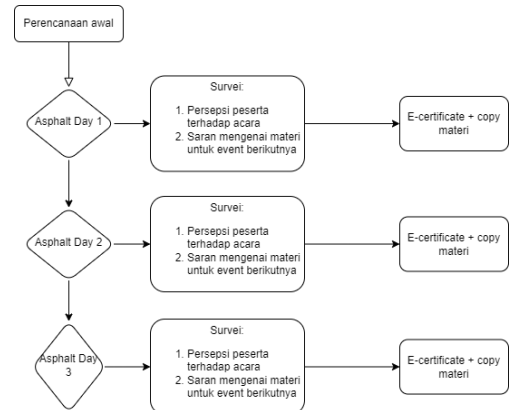 Perencanaan awal
Asphalt Day 1
Survei:
1. Persepsi peserta
terhadap acara
2. Saran mengenai materi
untuk event berikutnya
E-certificate + copy
materi
Asphalt Day 2
Survei:
1. Persepsi peserta
terhadap acara
2. Saran mengenai materi
untuk event berikutnya
E-certificate + copy
materi
Asphalt Day
3
Survei:
1. Persepsi peserta
terhadap acara
2. Saran mengenai materi
untuk event berikutnya
E-certificate + copy
materi